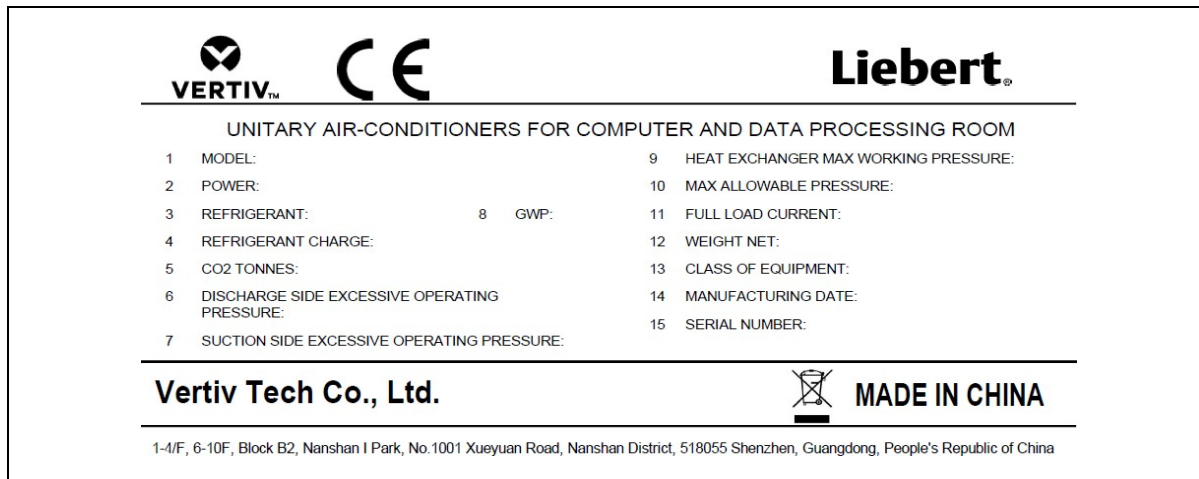 VERTIV™
CE
Liebert®
UNITARY AIR-CONDITIONERS FOR COMPUTER AND DATA PROCESSING ROOM
1 MODEL:
2 POWER:
3 REFRIGERANT: 8 GWP:
4 REFRIGERANT CHARGE:
5 CO2 TONNES:
6 DISCHARGE SIDE EXCESSIVE OPERATING
PRESSURE:
7 SUCTION SIDE EXCESSIVE OPERATING PRESSURE:
9 HEAT EXCHANGER MAX WORKING PRESSURE:
10 MAX ALLOWABLE PRESSURE:
11 FULL LOAD CURRENT:
12 WEIGHT NET:
13 CLASS OF EQUIPMENT:
14 MANUFACTURING DATE:
15 SERIAL NUMBER:
Vertiv Tech Co., Ltd.
MADE IN CHINA
1-4/F, 6-10F, Block B2, Nanshan I Park, No.1001 Xueyuan Road, Nanshan District, 518055 Shenzhen, Guangdong, People's Republic of China